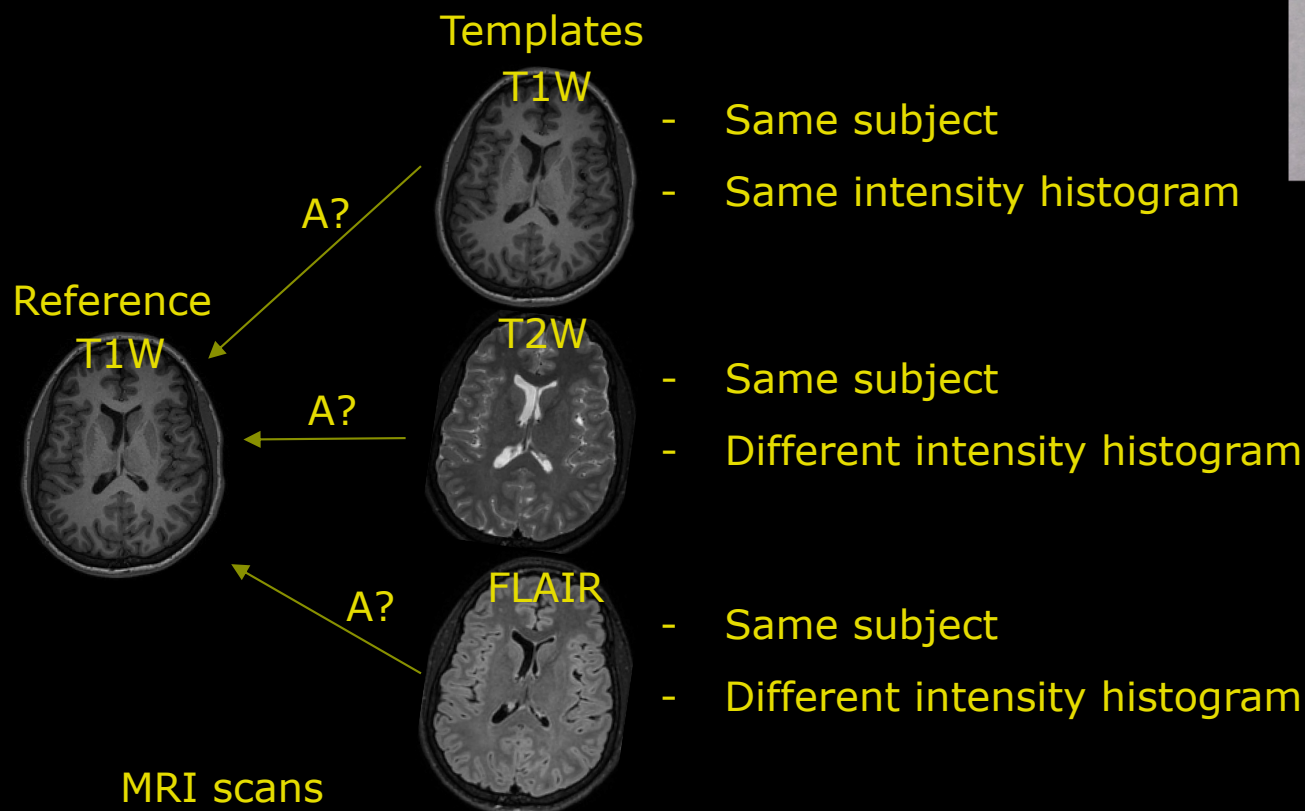 Templates
T1W
- Same subject
- Same intensity histogram
A?
Reference
T1W
T2W
- Same subject
- Different intensity histogram
A?
FLAIR
- Same subject
- Different intensity histogram
A?
MRI scans